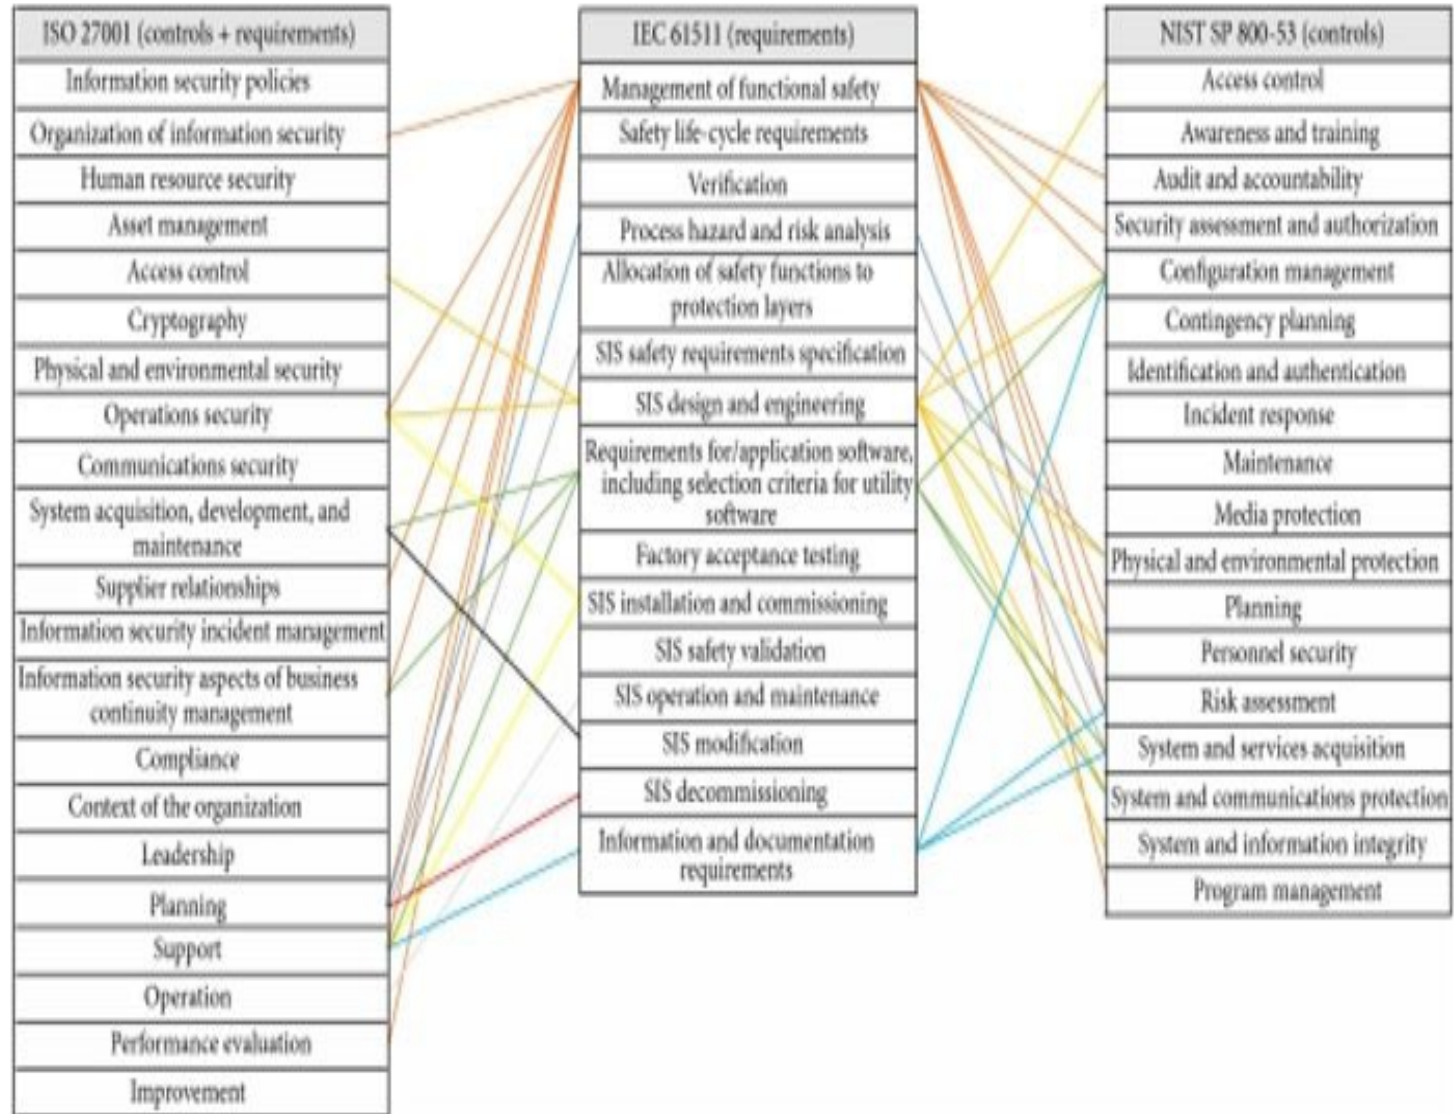 ISO 27001 (controls + requirements)
Information security policies
Organization of information security
Human resource security
Asset management
Access control
Cryptography
Physical and environmental security
Operations security
Communications security
System acquisition, development, and
maintenance
Supplier relationships
Information security incident management
Information security aspects of business
continuity management
Compliance
Context of the organization
Leadership
Planning
Support
Operation
Performance evaluation
Improvement
IEC 61511 (requirements)
Management of functional safety
Safety life-cycle requirements
Verification
Process hazard and risk analysis
Allocation of safety functions to
protection layers
SIS safety requirements specification
SIS design and engineering
Requirements for/application software,
including selection criteria for utility
software
Factory acceptance testing
SIS installation and commissioning
SIS safety validation
SIS operation and maintenance
SIS modification
SIS decommissioning
Information and documentation
requirements
NIST SP 800-53 (controls)
Access control
Awareness and training
Audit and accountability
Security assessment and authorization
Configuration management
Contingency planning
Identification and authentication
Incident response
Maintenance
Media protection
Physical and environmental protection
Planning
Personnel security
Risk assessment
System and services acquisition
System and communications protection
System and information integrity
Program management